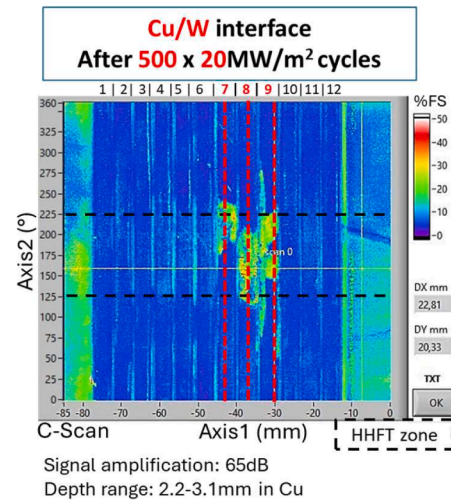 Cu/W interface
After 500 x 20MW/m² cycles
1 | 2 | 3 | 4 | 5 | 6 | 7 | 8 | 9 | 10 | 11 | 12
%FS
360
325
300
275
250
225
200
175
150
125
100
75
50
25
0
Axis2 (º)
scan 0
-50
-40
-30
-20
-10
-0
DX mm
22,81
DY mm
20,33
TXT
OK
-85 -80 -70 -60 -50 -40 -30 -20 -10 0
C-Scan
Axis1 (mm)
HHFT zone
Signal amplification: 65dB
Depth range: 2.2-3.1mm in Cu